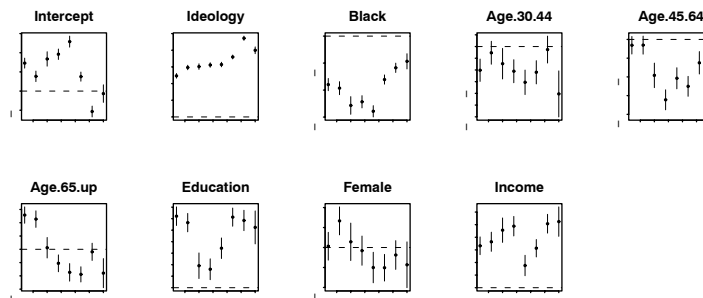 Intercept Ideology Black Age.30.44 Age.45.64
Age.65.up Education Female Income